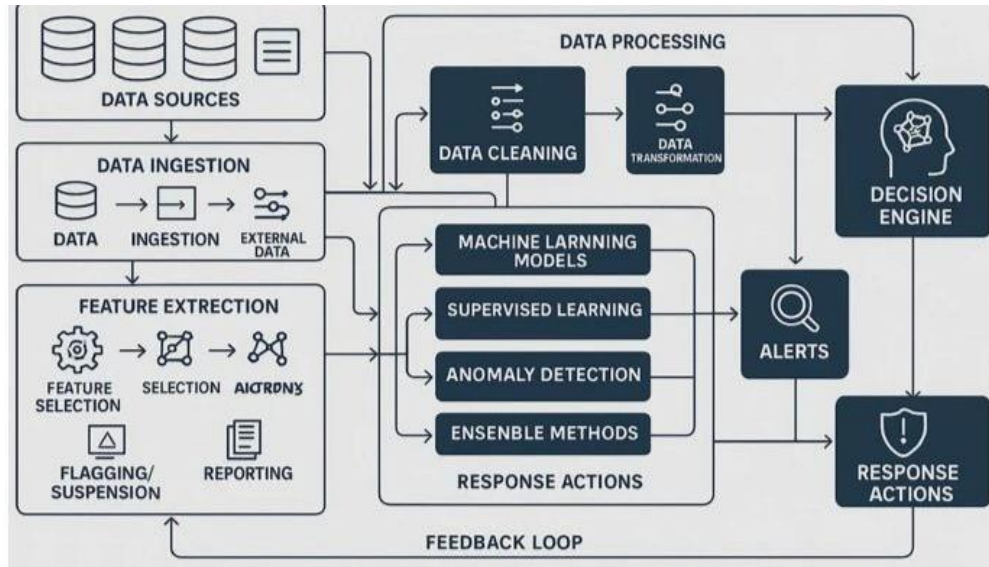 DATA PROCESSING
DATA SOURCES
DATA CLEANING
DATA
TRANSFORMATION
DECISION
ENGINE
DATA INGESTION
DATA
INGESTION
EXTERNAL
DATA
MACHINE LARNNING
MODELS
SUPERVISED LEARNING
ANOMALY DETECTION
ENSENBLE METHODS
RESPONSE ACTIONS
ALERTS
RESPONSE
ACTIONS
FEATURE EXTRECTION
FEATURE
SELECTION
SELECTION
FLAGGING/
SUSPENSION
REPORTING
FEEDBACK LOOP